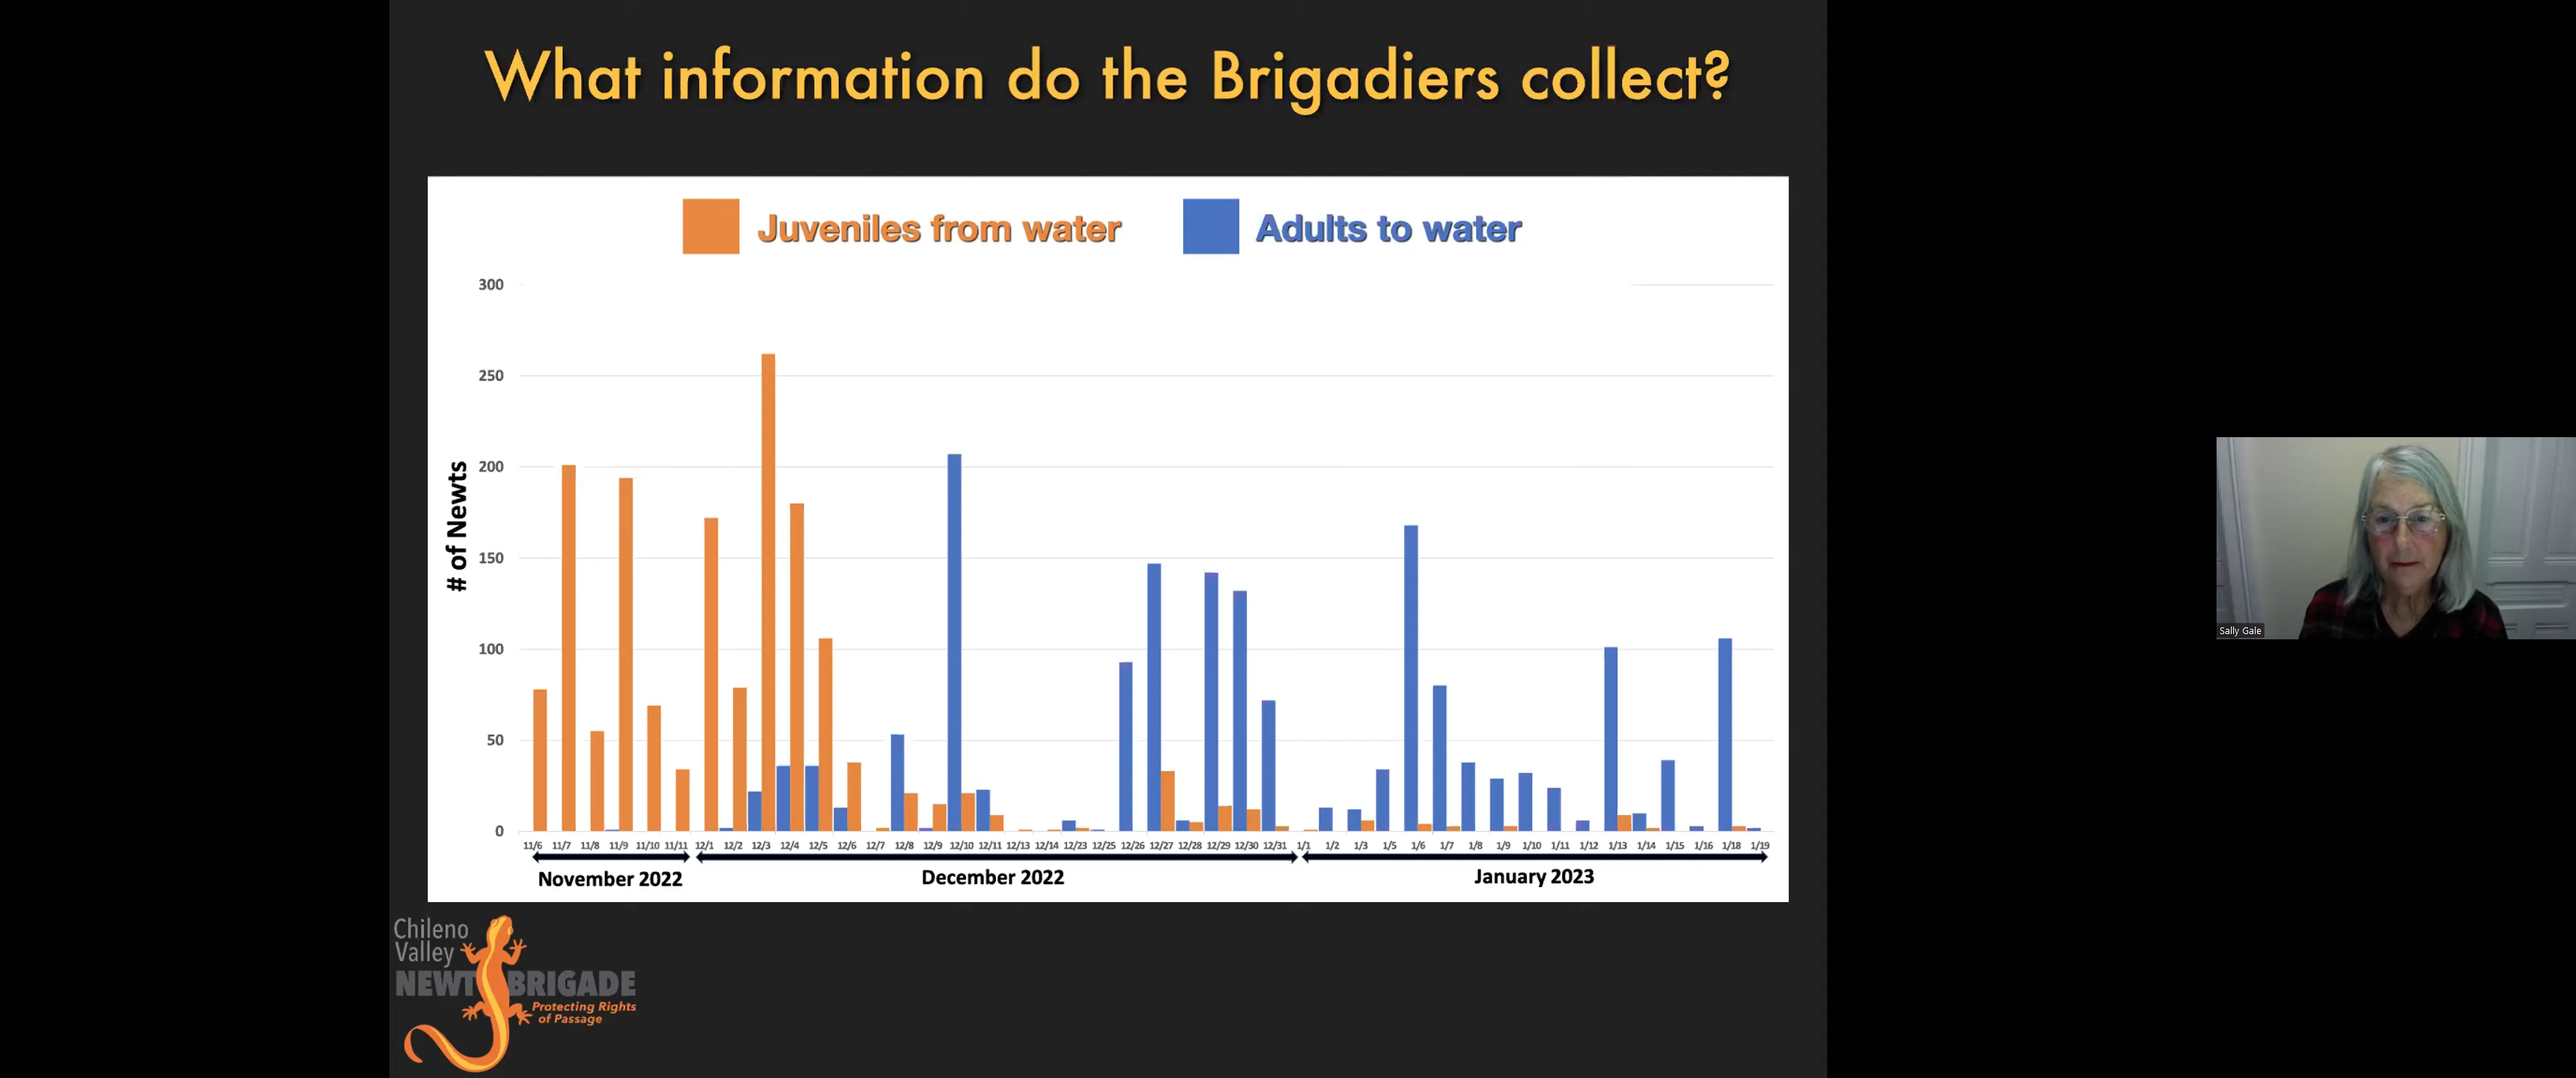 What information do the Brigadiers collect?
Juveniles from water
Adults to water
300
250
200
150
100
50
0
# of Newts
11/6 11/7 11/8 11/9 11/10 11/11 12/1 12/2 12/3 12/4 12/5 12/6 12/7 12/8 12/9 12/10 12/11 12/13 12/14 12/23 12/25 12/26 12/27 12/28 12/29 12/30 12/31 1/1 1/2 1/3 1/5 1/6 1/7 1/8 1/9 1/10 1/11 1/12 1/13 1/14 1/15 1/16 1/18 1/19
November 2022
December 2022
January 2023
Chileno
Valley
NEWT BRIGADE
Protecting Rights
of Passage
Sally Gale